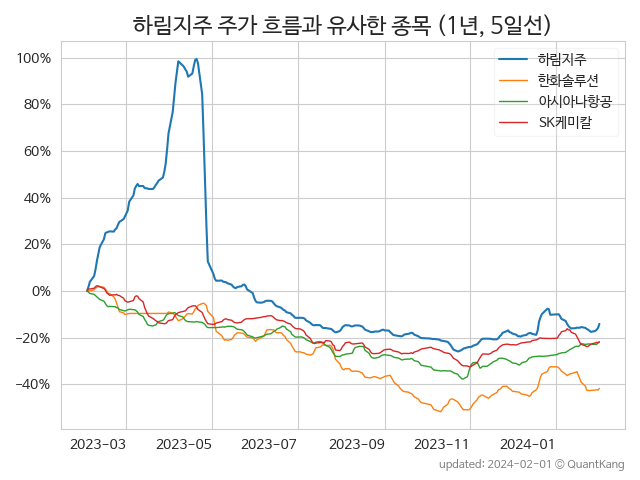 하림지주 주가 흐름과 유사한 종목 (1년, 5일선)
하림지주
한화솔루션
아시아나항공
SK케미칼
100%
80%
60%
40%
20%
0%
−20%
−40%
2023-03 2023-05 2023-07 2023-09 2023-11 2024-01
updated: 2024-02-01 © QuantKang